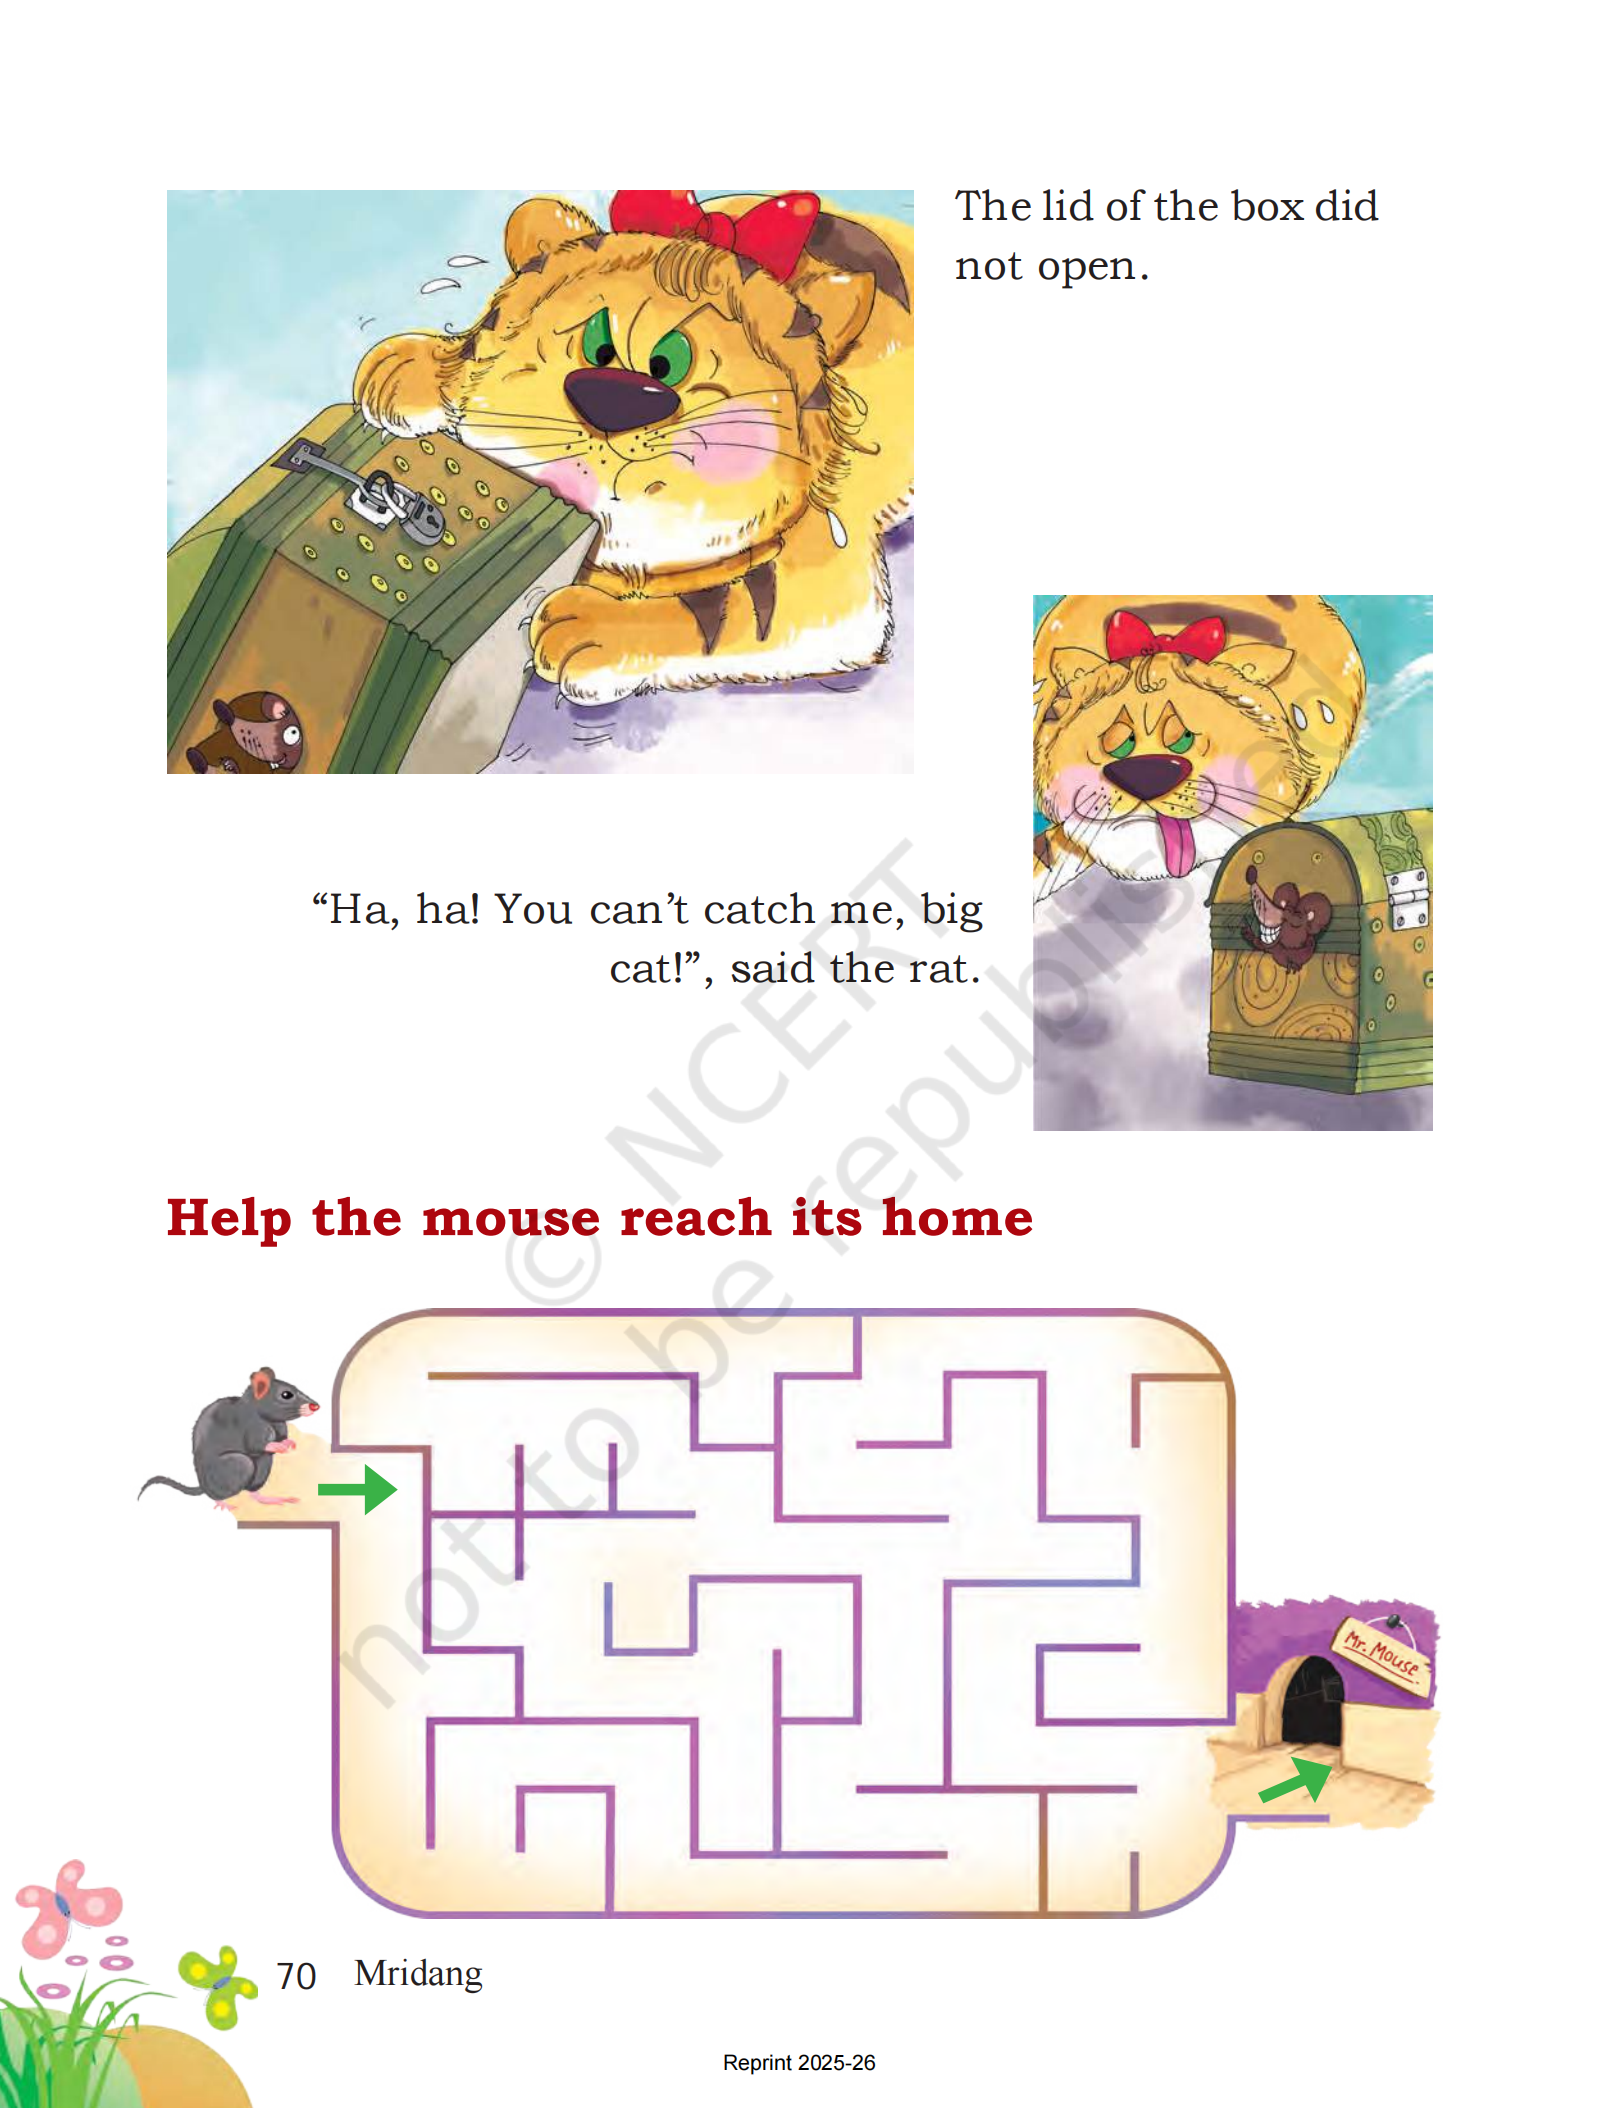 The lid of the box did
not open.
“Ha, ha! You can’t catch me, big
cat!”, said the rat.
© NCERT
not to be republished
Help the mouse reach its home
Mr. Mouse
70 Mridang
Reprint 2025-26